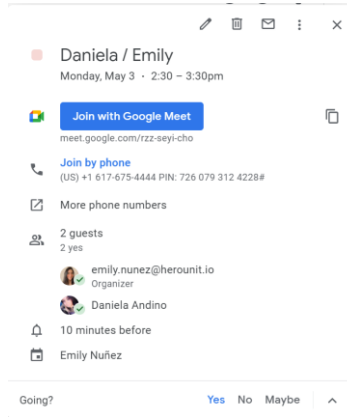 Daniela / Emily
Monday, May 3 · 2:30 – 3:30pm
Join with Google Meet
meet.google.com/rzz-seyi-cho
Join by phone
(US) +1 617-675-4444 PIN: 726 079 312 4228#
More phone numbers
2 guests
2 yes
emily.nunez@herounit.io
Organizer
Daniela Andino
10 minutes before
Emily Nuñez
Going?
Yes No Maybe